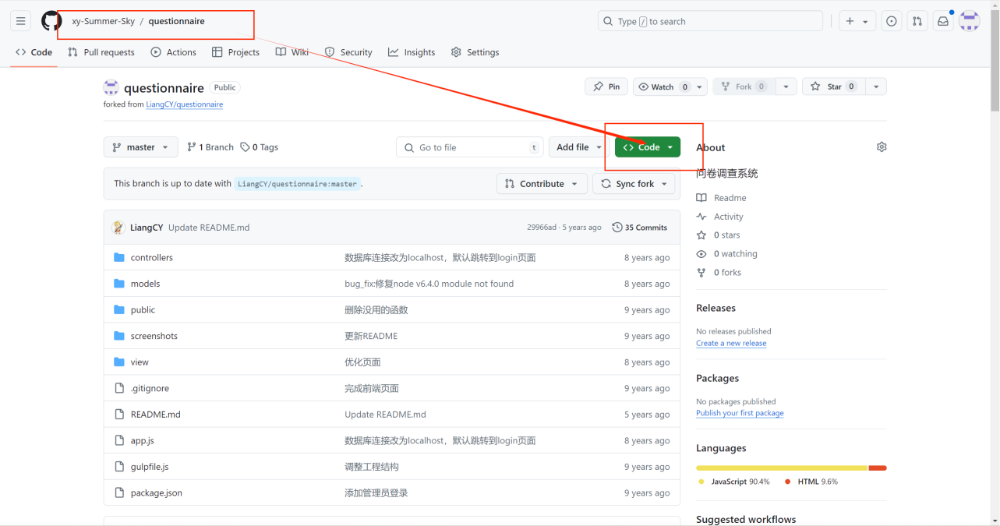 xy-Summer-Sky / questionnaire
Type / to search
Code Pull requests Actions Projects Wiki Security Insights Settings
questionnaire Public
Pin Watch 0 Fork 0 Star 0
forked from LiangCY/questionnaire
master 1 Branch 0 Tags Go to file t Add file Code
About
问卷调查系统
This branch is up to date with LiangCY/questionnaire:master .
Contribute Sync fork
Readme
Activity
0 stars
0 watching
0 forks
LiangCY Update README.md 29966ad · 5 years ago 35 Commits
controllers 数据库连接改为localhost，默认跳转到login页面 8 years ago
models bug_fix:修复node v6.4.0 module not found 8 years ago
public 删除没用的函数 9 years ago
screenshots 更新README 9 years ago
view 优化页面 8 years ago
.gitignore 完成前端页面 9 years ago
README.md Update README.md 5 years ago
app.js 数据库连接改为localhost，默认跳转到login页面 8 years ago
gulpfile.js 调整工程结构 9 years ago
package.json 添加管理员登录 9 years ago
Releases
No releases published
Create a new release
Packages
No packages published
Publish your first package
Languages
JavaScript 90.4% HTML 9.6%
Suggested workflows